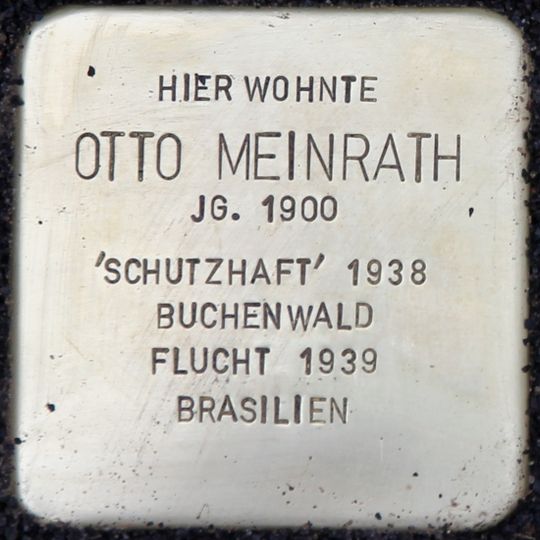 HIER WOHNTE
OTTO MEINRATH
JG. 1900
'SCHUTZHAFT' 1938
BUCHENWALD
FLUCHT 1939
BRASILIEN